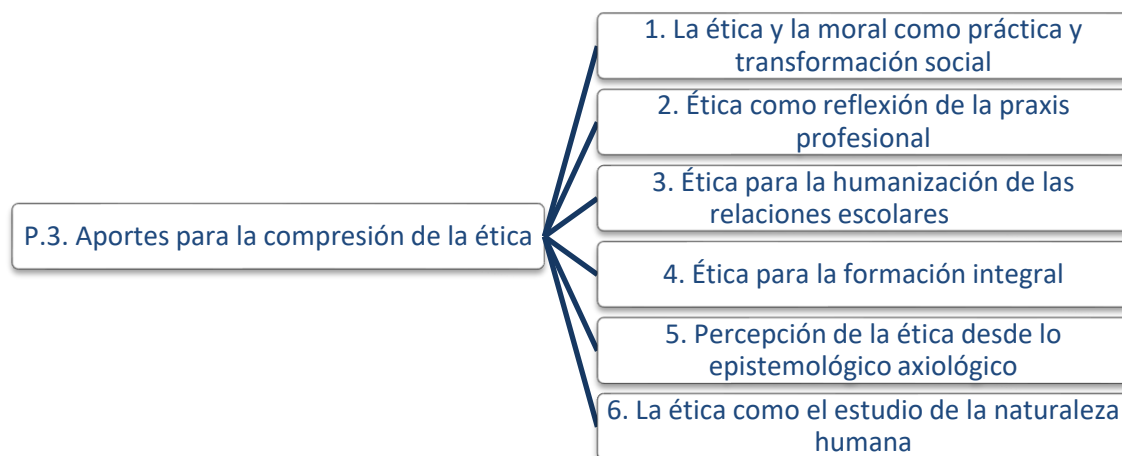 1. La ética y la moral como práctica y
transformación social
2. Ética como reflexión de la praxis
profesional
3. Ética para la humanización de las
relaciones escolares
P.3. Aportes para la compresión de la ética
4. Ética para la formación integral
5. Percepción de la ética desde lo
epistemológico axiológico
6. La ética como el estudio de la naturaleza
humana